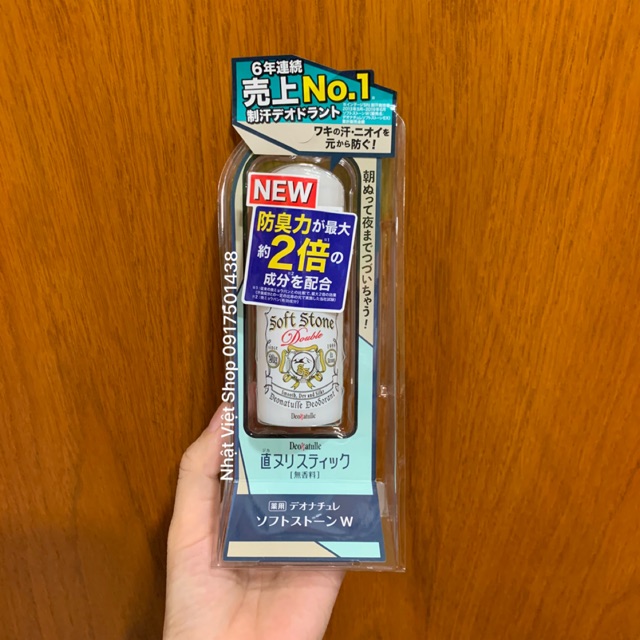 6年連続
売上No.1
制汗デオドラント
ワキの汗・ニオイを
元から防ぐ!
朝ぬって夜までつづいちゃう!
NEW
防臭力が最大
約2倍の
成分を配合
Soft Stone
Double
Smooth, Dry and Silky
Deonatulle Deodorant
Deonatulle
Deonatulle
直ヌリスティック
[無香料]
薬用 デオナチュレ
ソフトストーンW
Nhật Việt Shop 0917501438